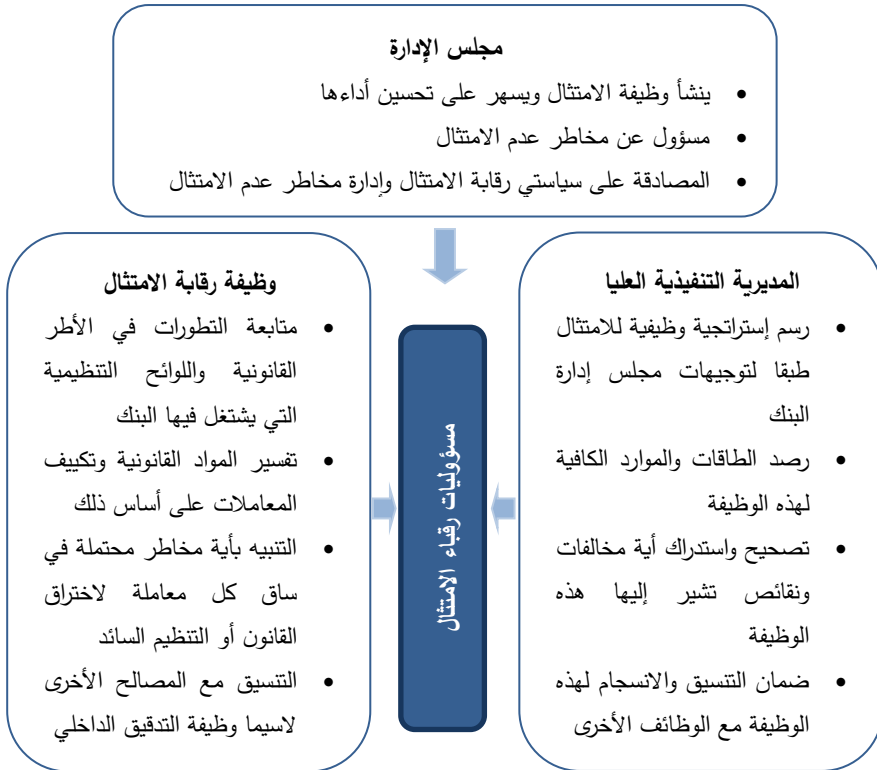 مجلس الإدارة
• ينشأ وظيفة الامتثال ويسهر على تحسين أداءها
• مسؤول عن مخاطر عدم الامتثال
• المصادقة على سياستي رقابة الامتثال وإدارة مخاطر عدم الامتثال
المديرية التنفيذية العليا
• رسم إستراتجية وظيفية للامتثال
طبقا لتوجيهات مجلس إدارة
البنك
• رصد الطاقات والموارد الكافية
لهذه الوظيفة
• تصحيح واستدراك أية مخالفات
ونقائص تشير إليها هذه
الوظيفة
• ضمان التنسيق والانسجام لهذه
الوظيفة مع الوظائف الأخرى
مسؤوليات رقباء الامتثال
وظيفة رقابة الامتثال
• متابعة التطورات في الأطر
القانونية واللوائح التنظيمية
التي يشتغل فيها البنك
• تفسير المواد القانونية وتكييف
المعاملات على أساس ذلك
• التنبيه بأية مخاطر محتملة في
ساق كل معاملة لاختراق
القانون أو التنظيم السائد
• التنسيق مع المصالح الأخرى
لاسيما وظيفة التدقيق الداخلي